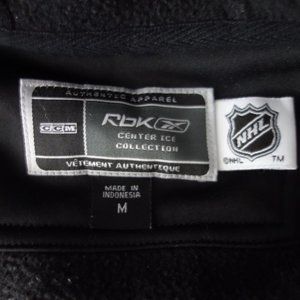 AUTHENTIC APPAREL
CCM
Rbk
CENTER ICE
COLLECTION
VÊTEMENT AUTHENTIQUE
NHL
©NHL TM
MADE IN
INDONESIA
M